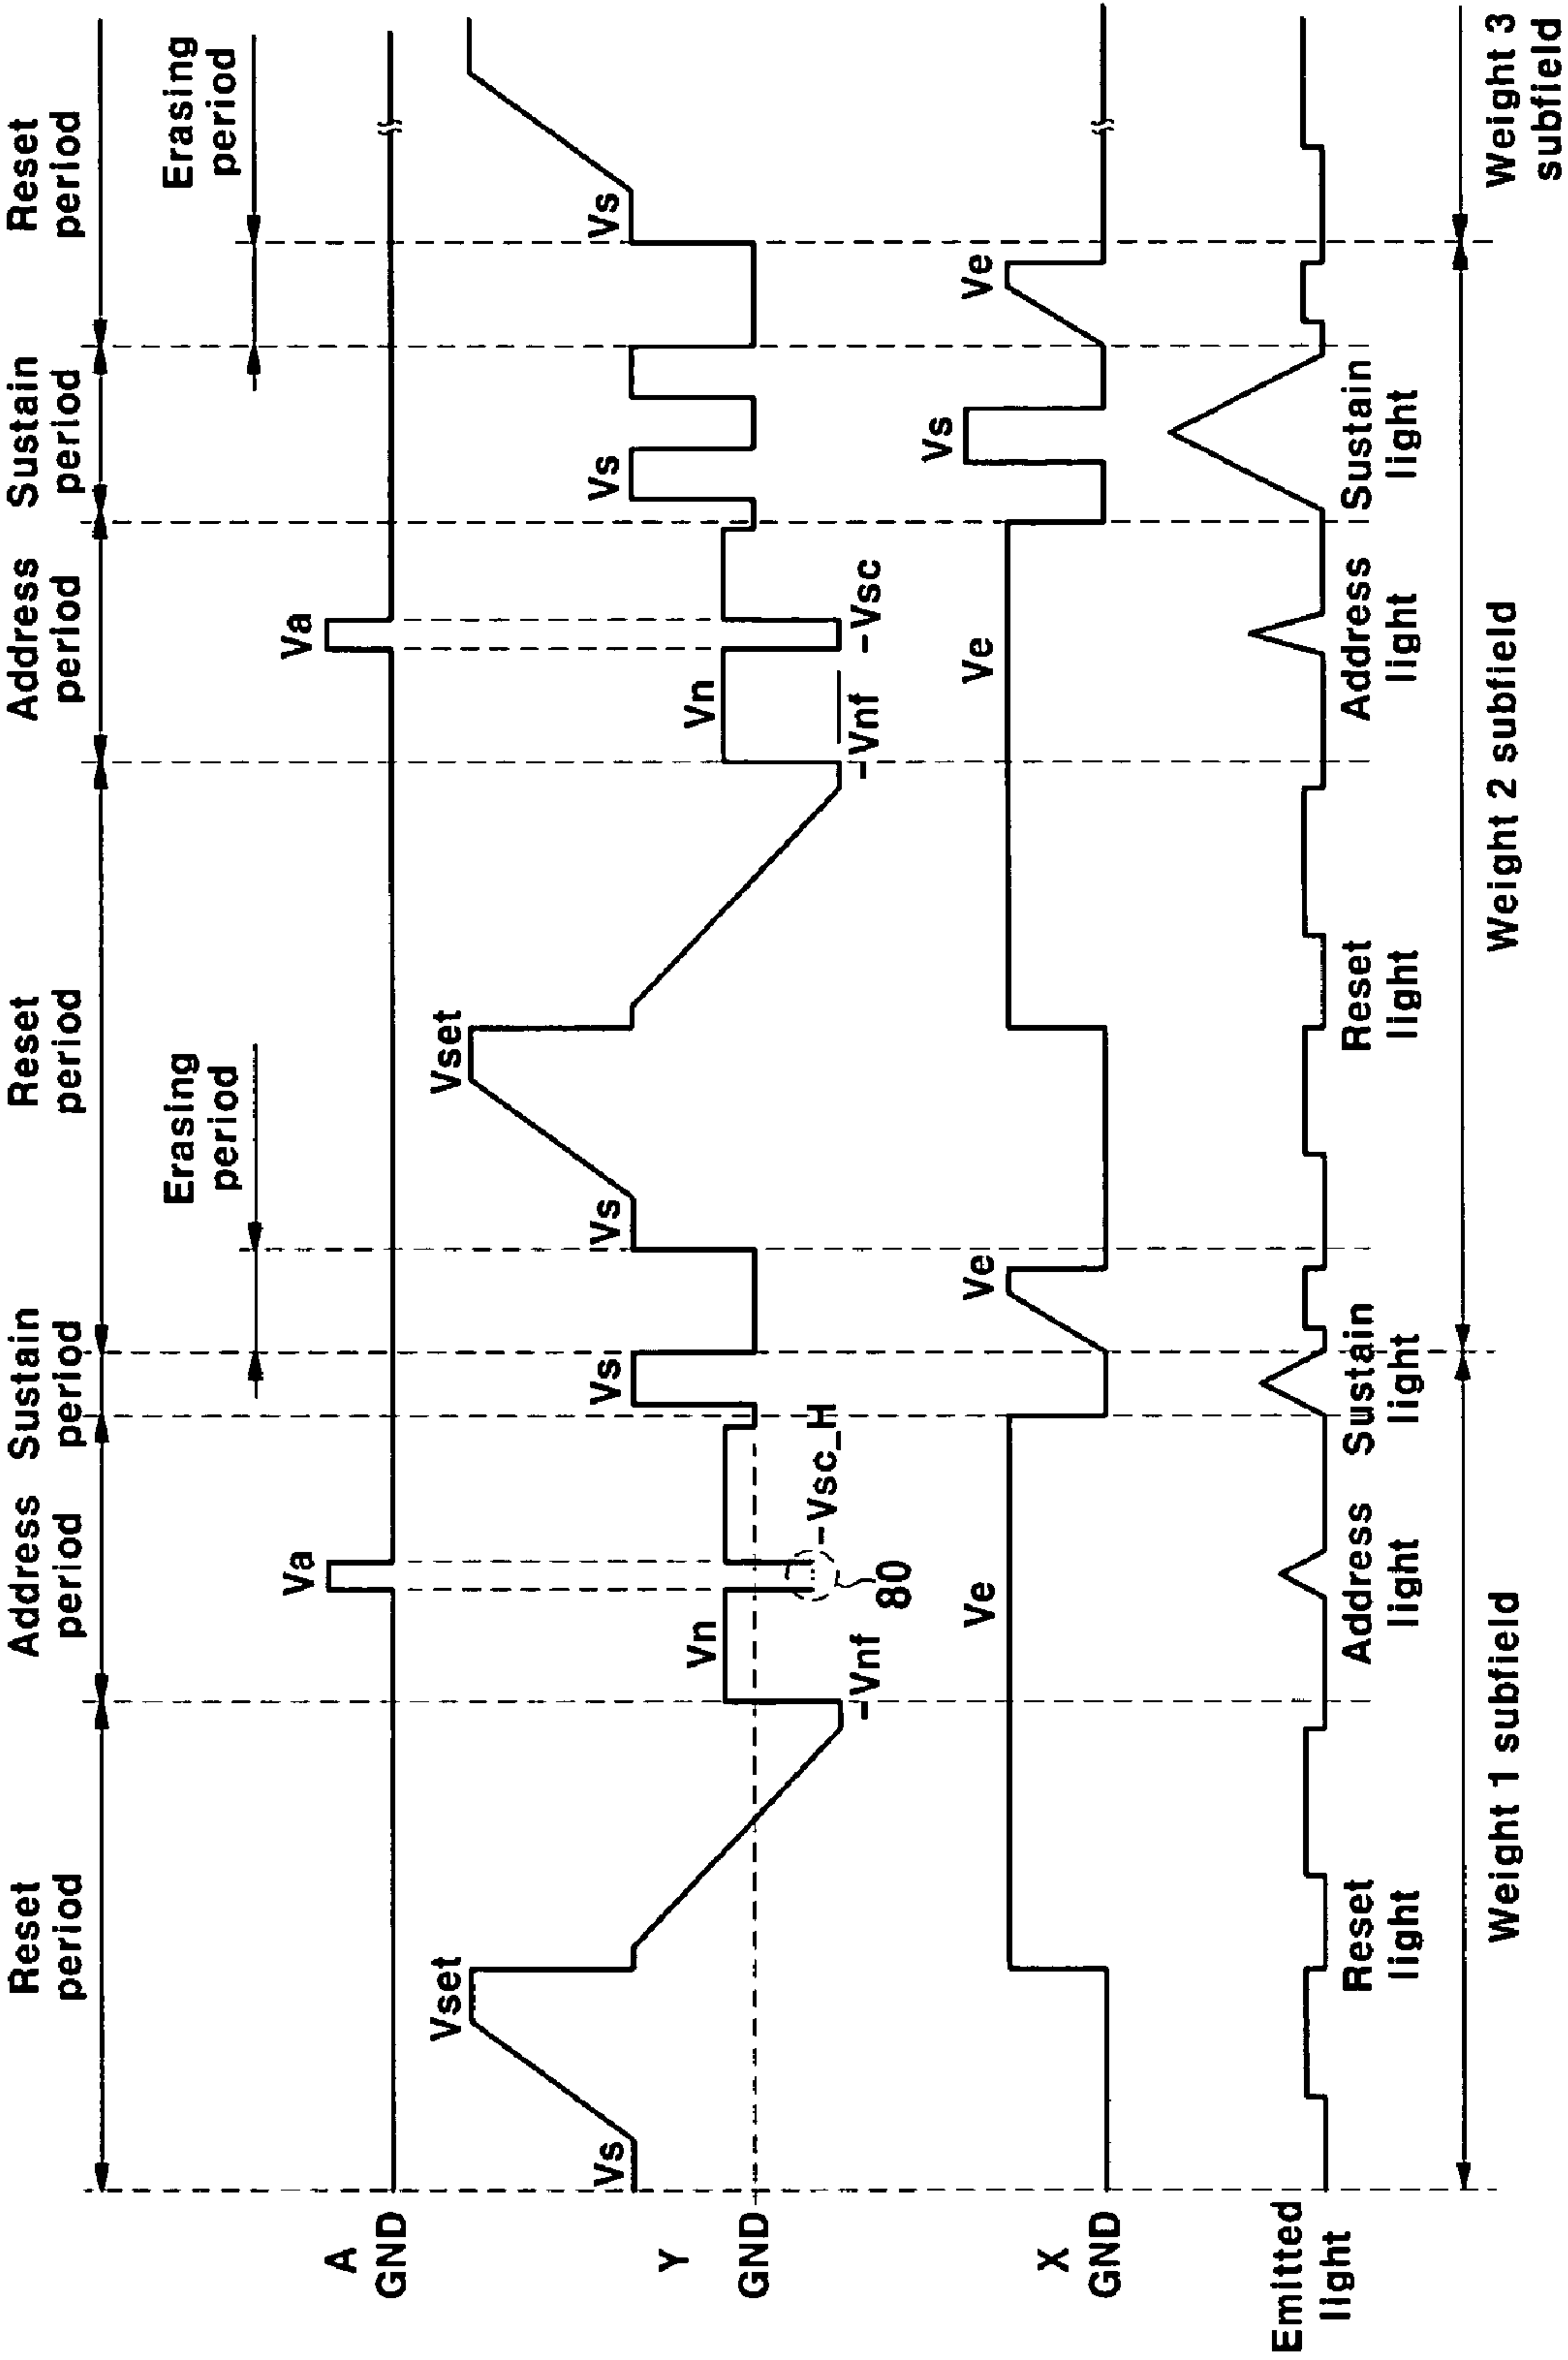 Reset
period
Address
period
Sustain
period
Reset
period
Address
period
Sustain
period
Reset
period
Erasing
period
Erasing
period
A
GND
Va
Va
Y
GND
Vs
Vset
-Vnf
Vn
80
-Vsc_H
Vs
Vs
Vset
-Vnf
Vn
-Vsc
Vs
Vs
X
GND
Ve
Ve
Ve
Vs
Ve
Emitted
light
Reset
light
Address
light
Sustain
light
Reset
light
Address
light
Sustain
light
Weight 1 subfield
Weight 2 subfield
Weight 3
subfield